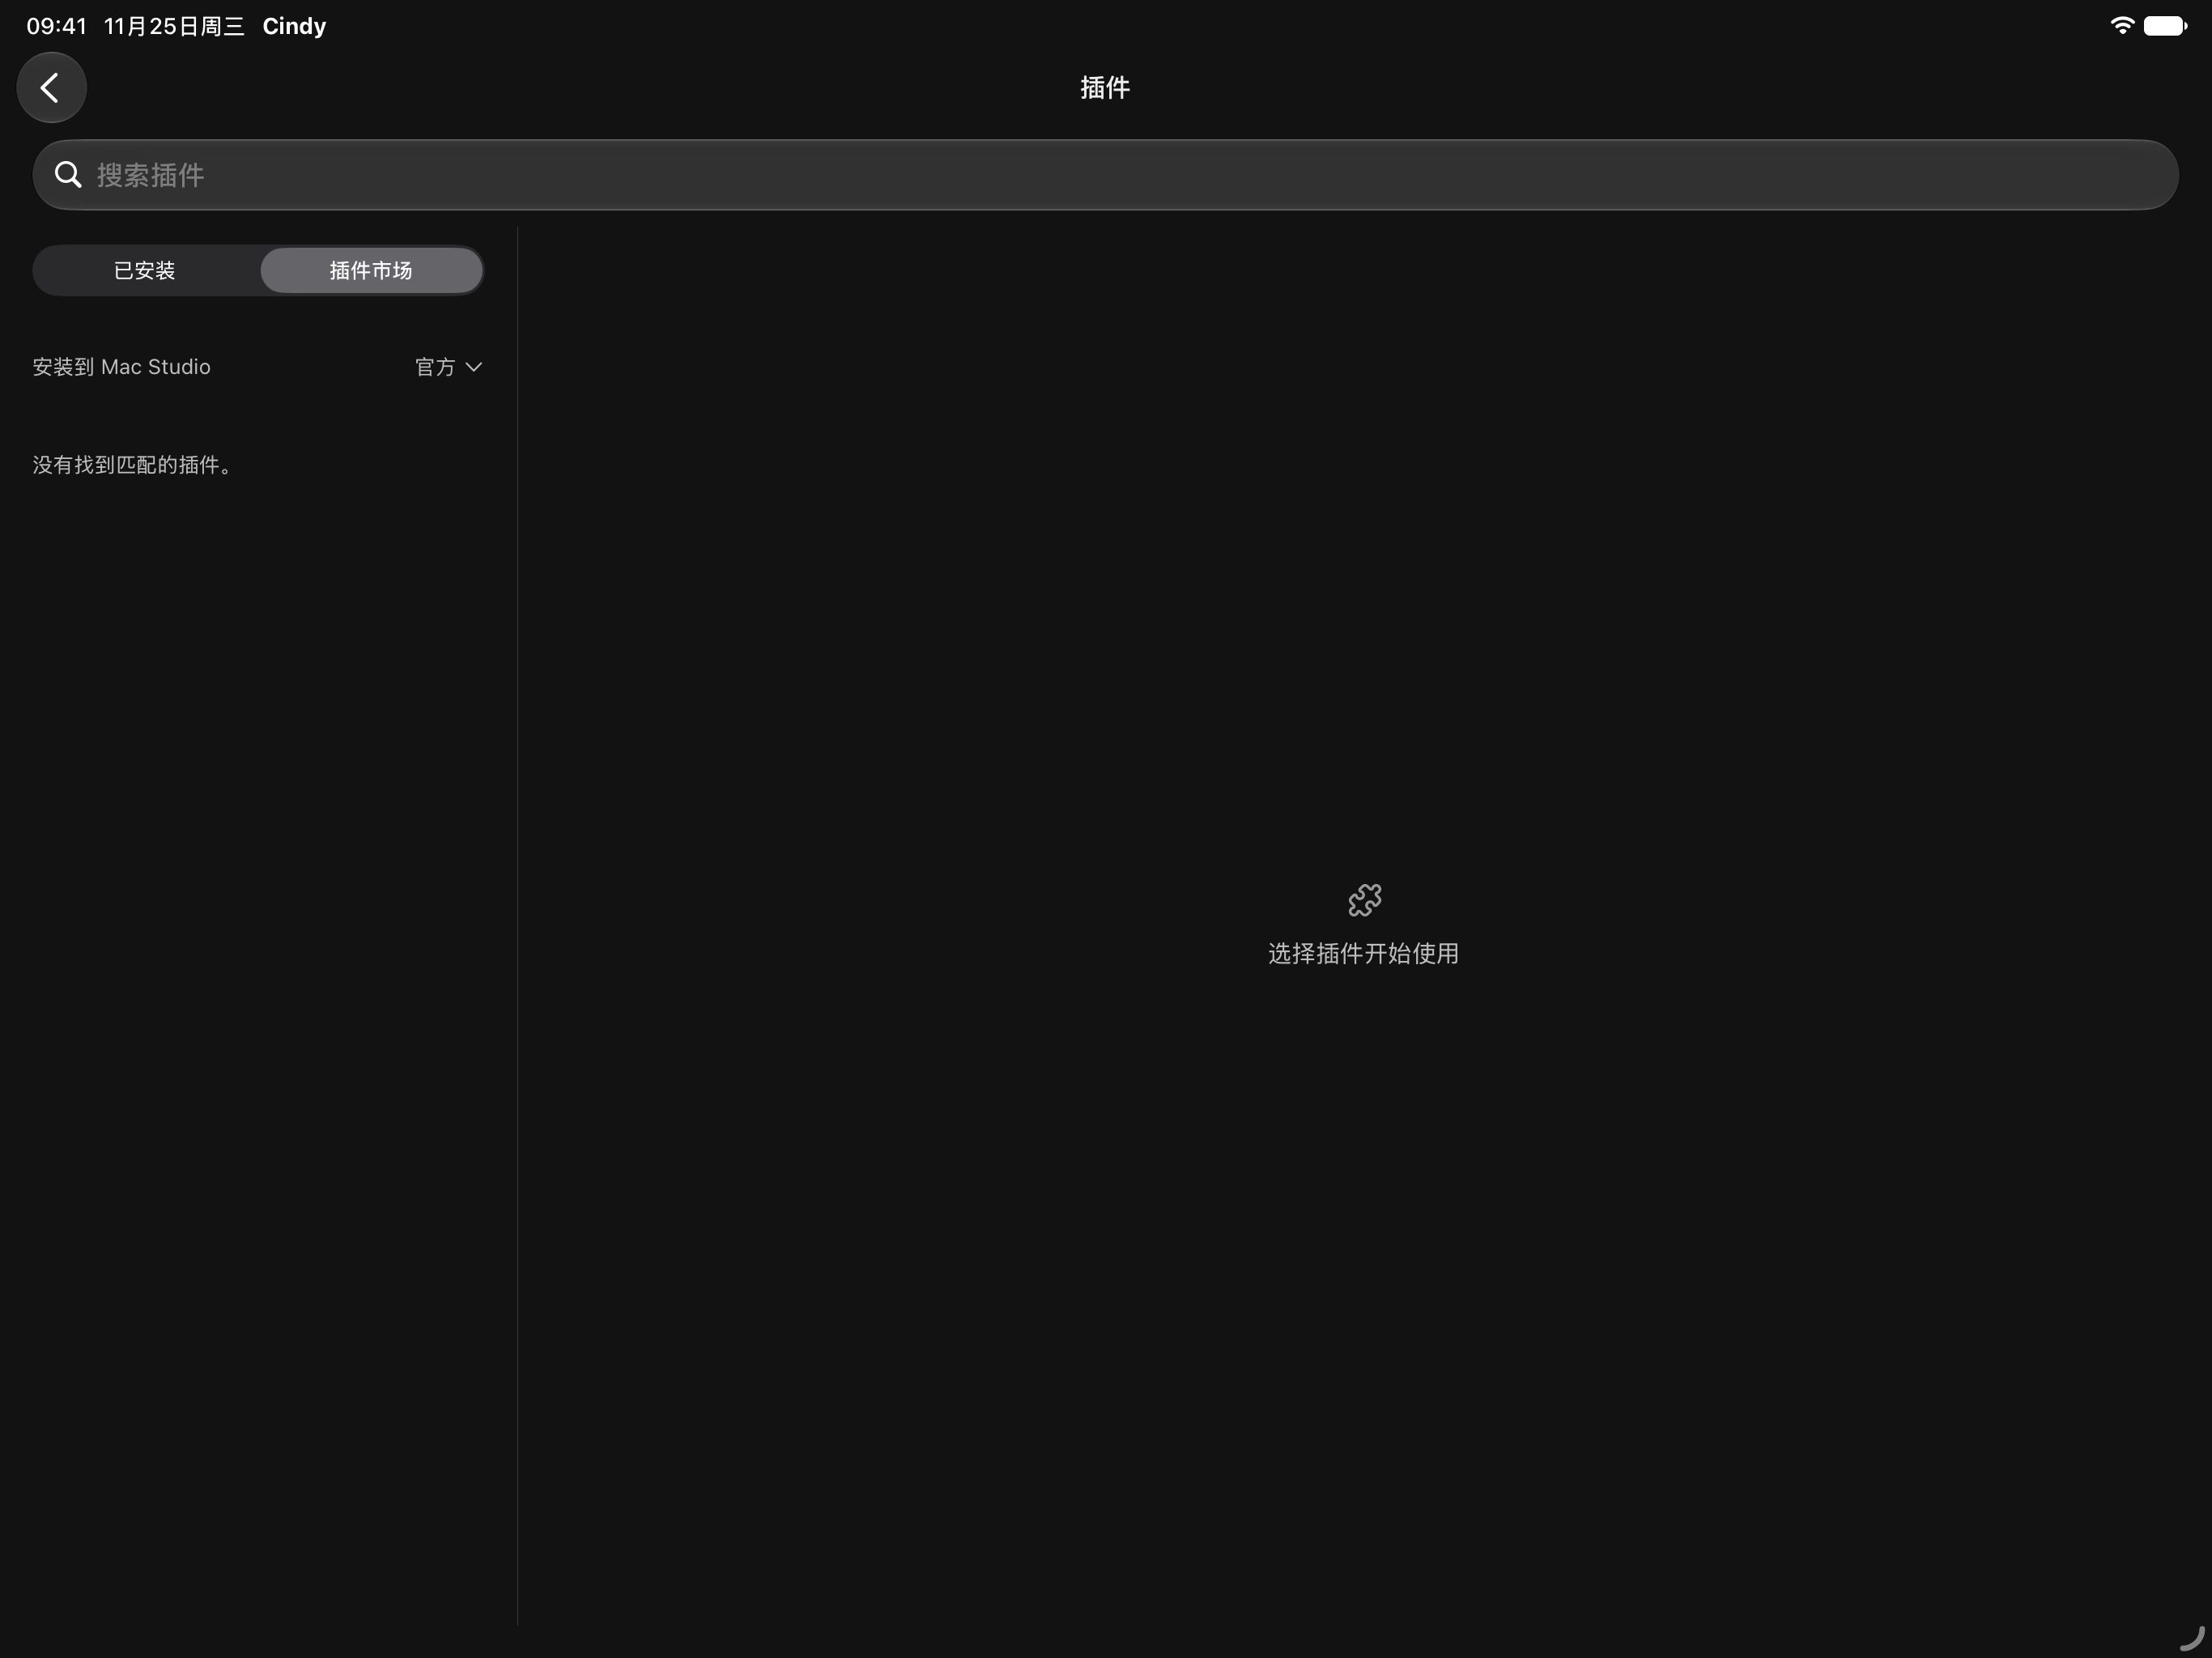 09:41 11月25日周三 Cindy
插件
搜索插件
已安装 插件市场
安装到 Mac Studio 官方
没有找到匹配的插件。
选择插件开始使用